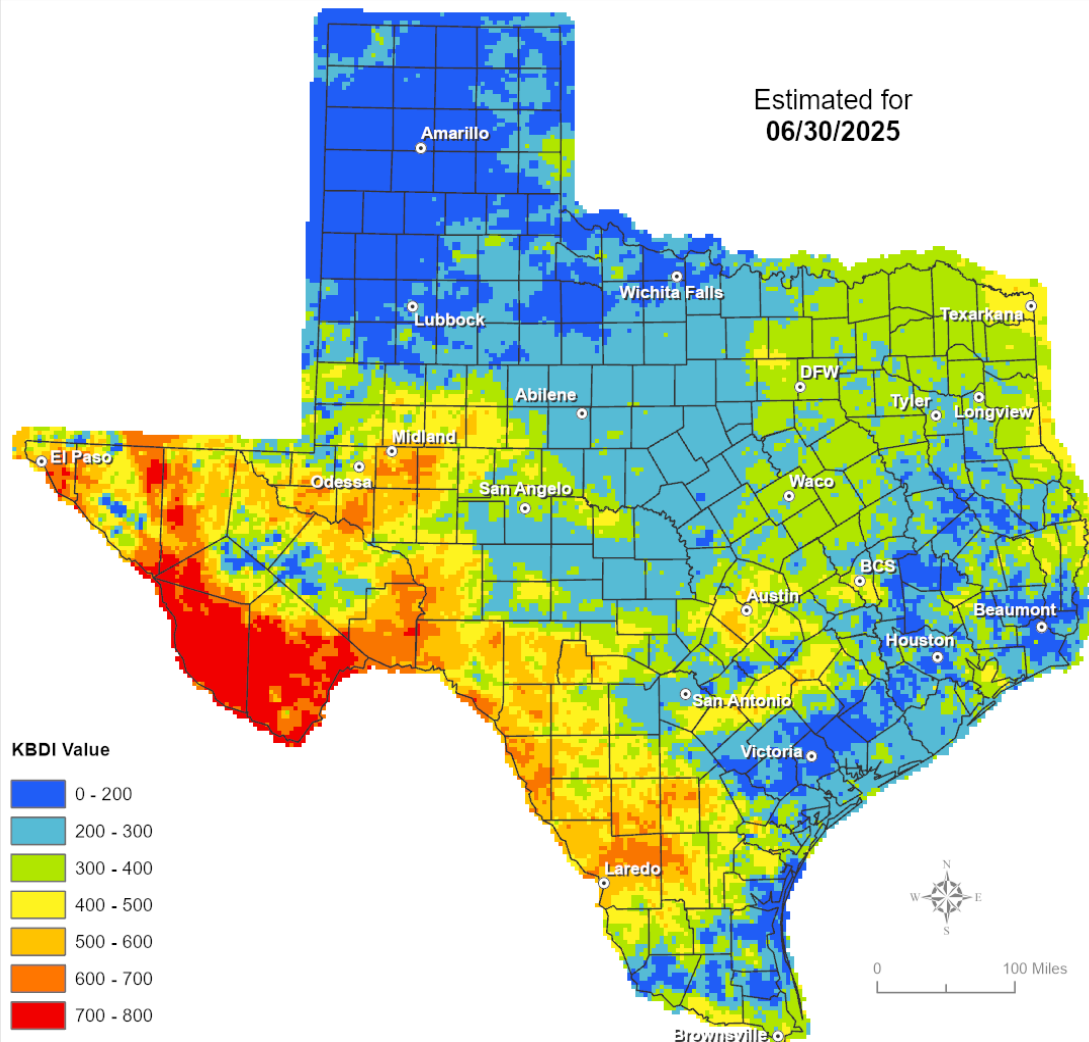 Estimated for
06/30/2025
Amarillo
Wichita Falls
Lubbock
Texarkana
DFW
Abilene
Tyler
Longview
Midland
El Paso
Odessa
San Angelo
Waco
BCS
Austin
Beaumont
Houston
San Antonio
Victoria
Laredo
Brownsville
KBDI Value
0 - 200
200 - 300
300 - 400
400 - 500
500 - 600
600 - 700
700 - 800
N
W
E
S
0
100 Miles